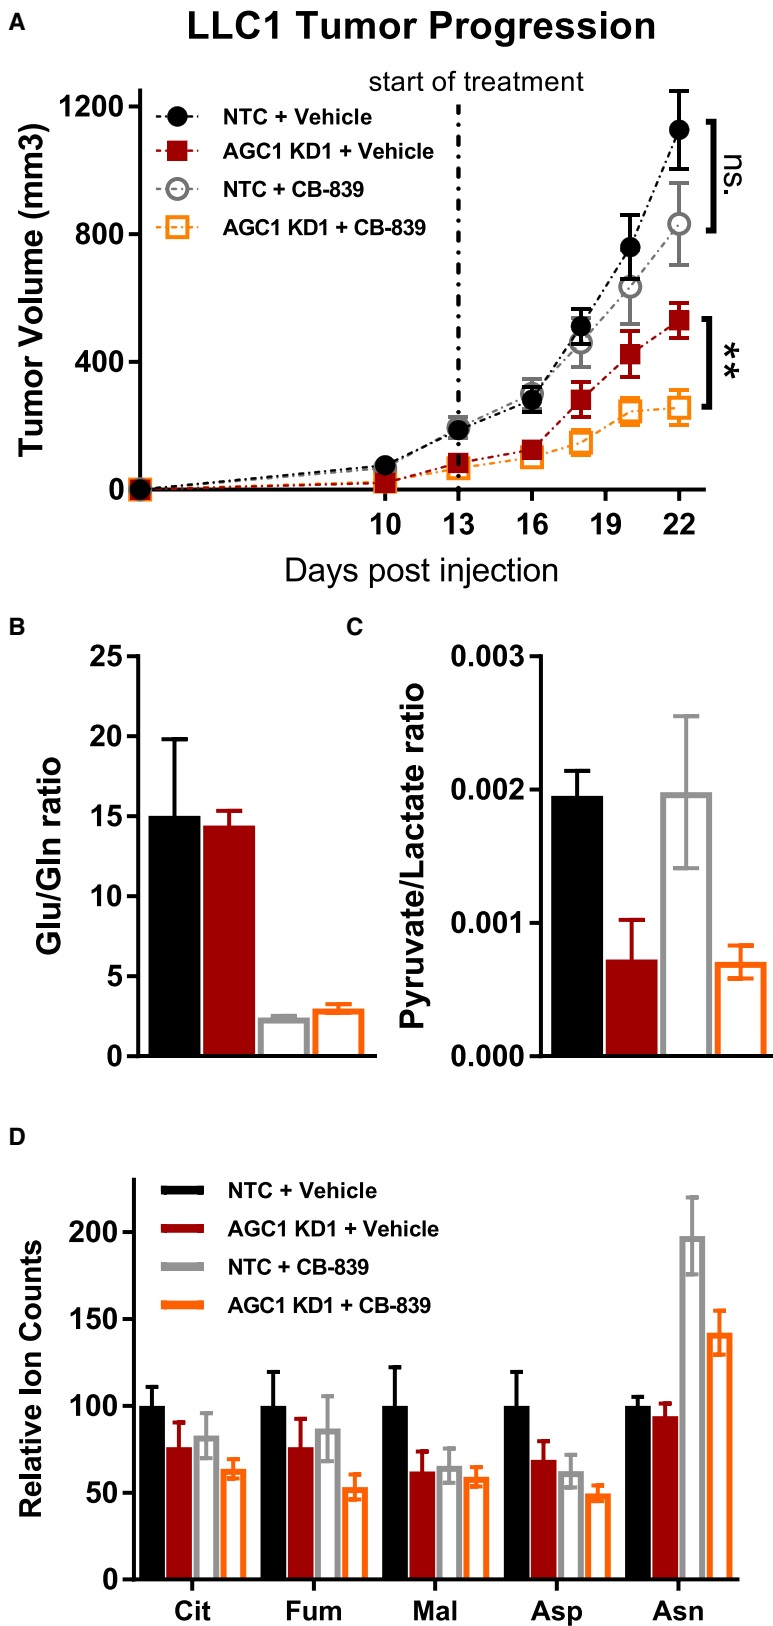 A
LLC1 Tumor Progression
start of treatment
1200
800
400
0
Tumor Volume (mm3)
NTC + Vehicle
AGC1 KD1 + Vehicle
NTC + CB-839
AGC1 KD1 + CB-839
ns.
**
10 13 16 19 22
Days post injection
B
25
20
15
10
5
0
Glu/Gln ratio
C
0.003
0.002
0.001
0.000
Pyruvate/Lactate ratio
D
200
150
100
50
0
Relative Ion Counts
NTC + Vehicle
AGC1 KD1 + Vehicle
NTC + CB-839
AGC1 KD1 + CB-839
Cit Fum Mal Asp Asn